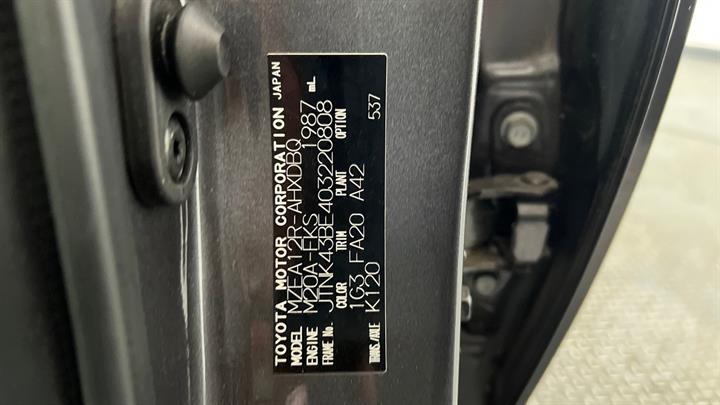 TOYOTA MOTOR CORPORATION JAPAN
MODEL MZEA12R-AHXDBQ
ENGINE M20A-FKS 1987 mL
FRAME No. JTNK43BE403220808
COLOR TRIM PLANT OPTION
1G3 FA20 A42
TRANS./AXLE K120 537